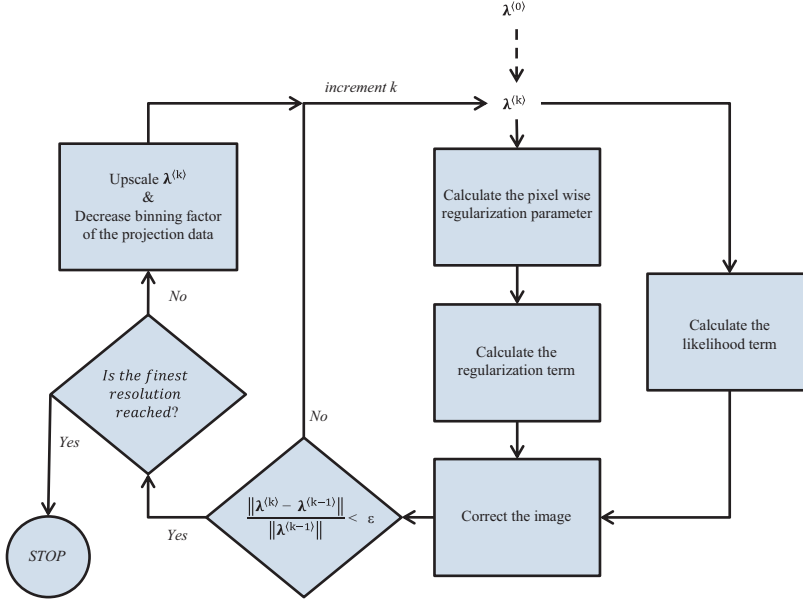 λ⁽⁰⁾
increment k
λ⁽ᵏ⁾
Upscale λ⁽ᵏ⁾
&
Decrease binning factor
of the projection data
Calculate the pixel wise
regularization parameter
No
Calculate the
regularization term
Calculate the
likelihood term
Is the finest
resolution
reached?
Yes
No
‖λ⁽ᵏ⁾ − λ⁽ᵏ⁻¹⁾‖
‖λ⁽ᵏ⁻¹⁾‖
< ε
Correct the image
Yes
STOP